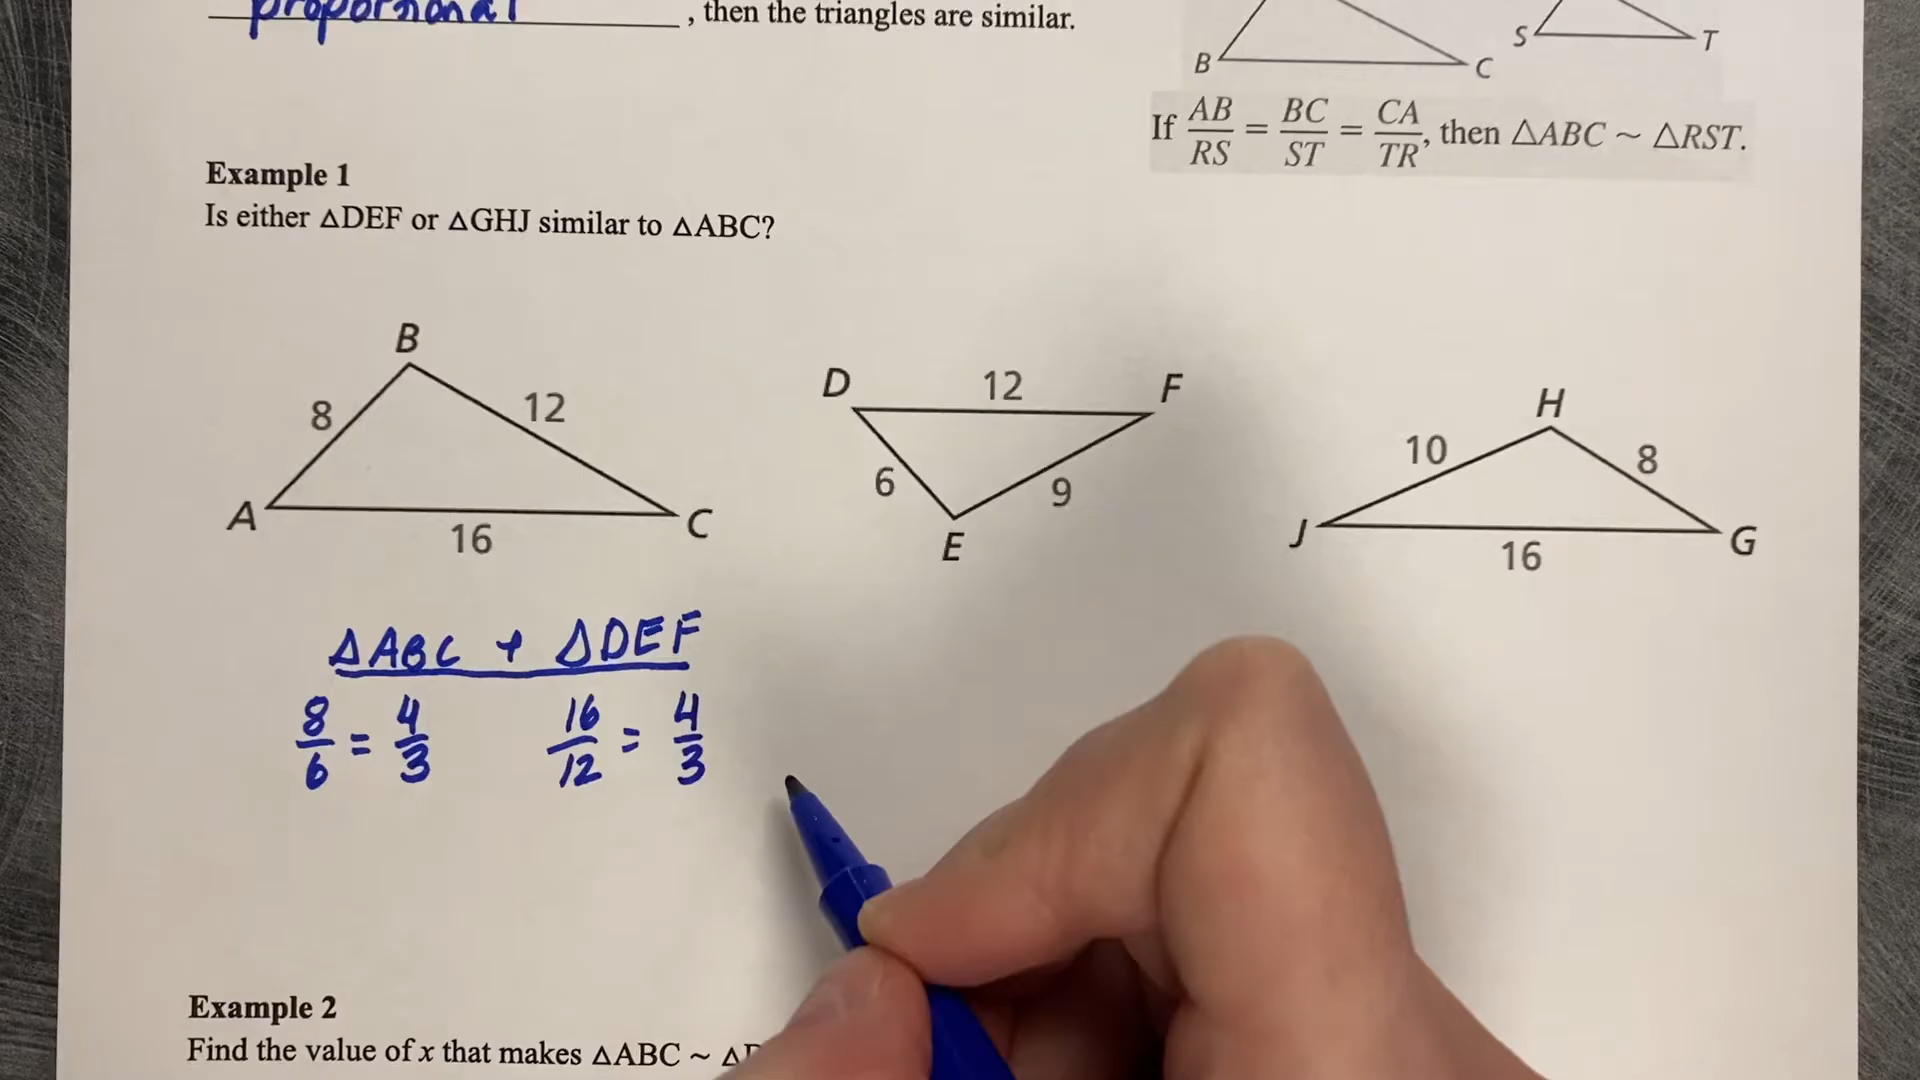 proportional, then the triangles are similar.
B C S T
If AB/RS = BC/ST = CA/TR, then △ABC ~ △RST.
Example 1
Is either △DEF or △GHJ similar to △ABC?
B
8 12
A C
16
D 12 F
6 9
E
H
10 8
J G
16
△ABC + △DEF
8/6 = 4/3 16/12 = 4/3
Example 2
Find the value of x that makes △ABC ~ △